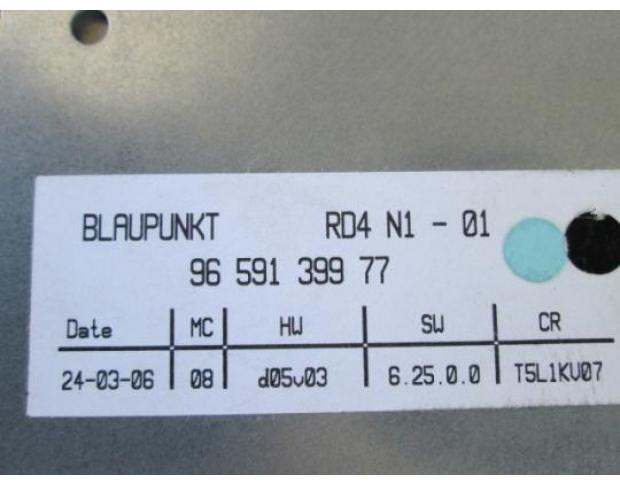 BLAUPUNKT RD4 N1 - 01
96 591 399 77
Date MC HW SW CR
24-03-06 08 d05v03 6.25.0.0 T5L1KV07